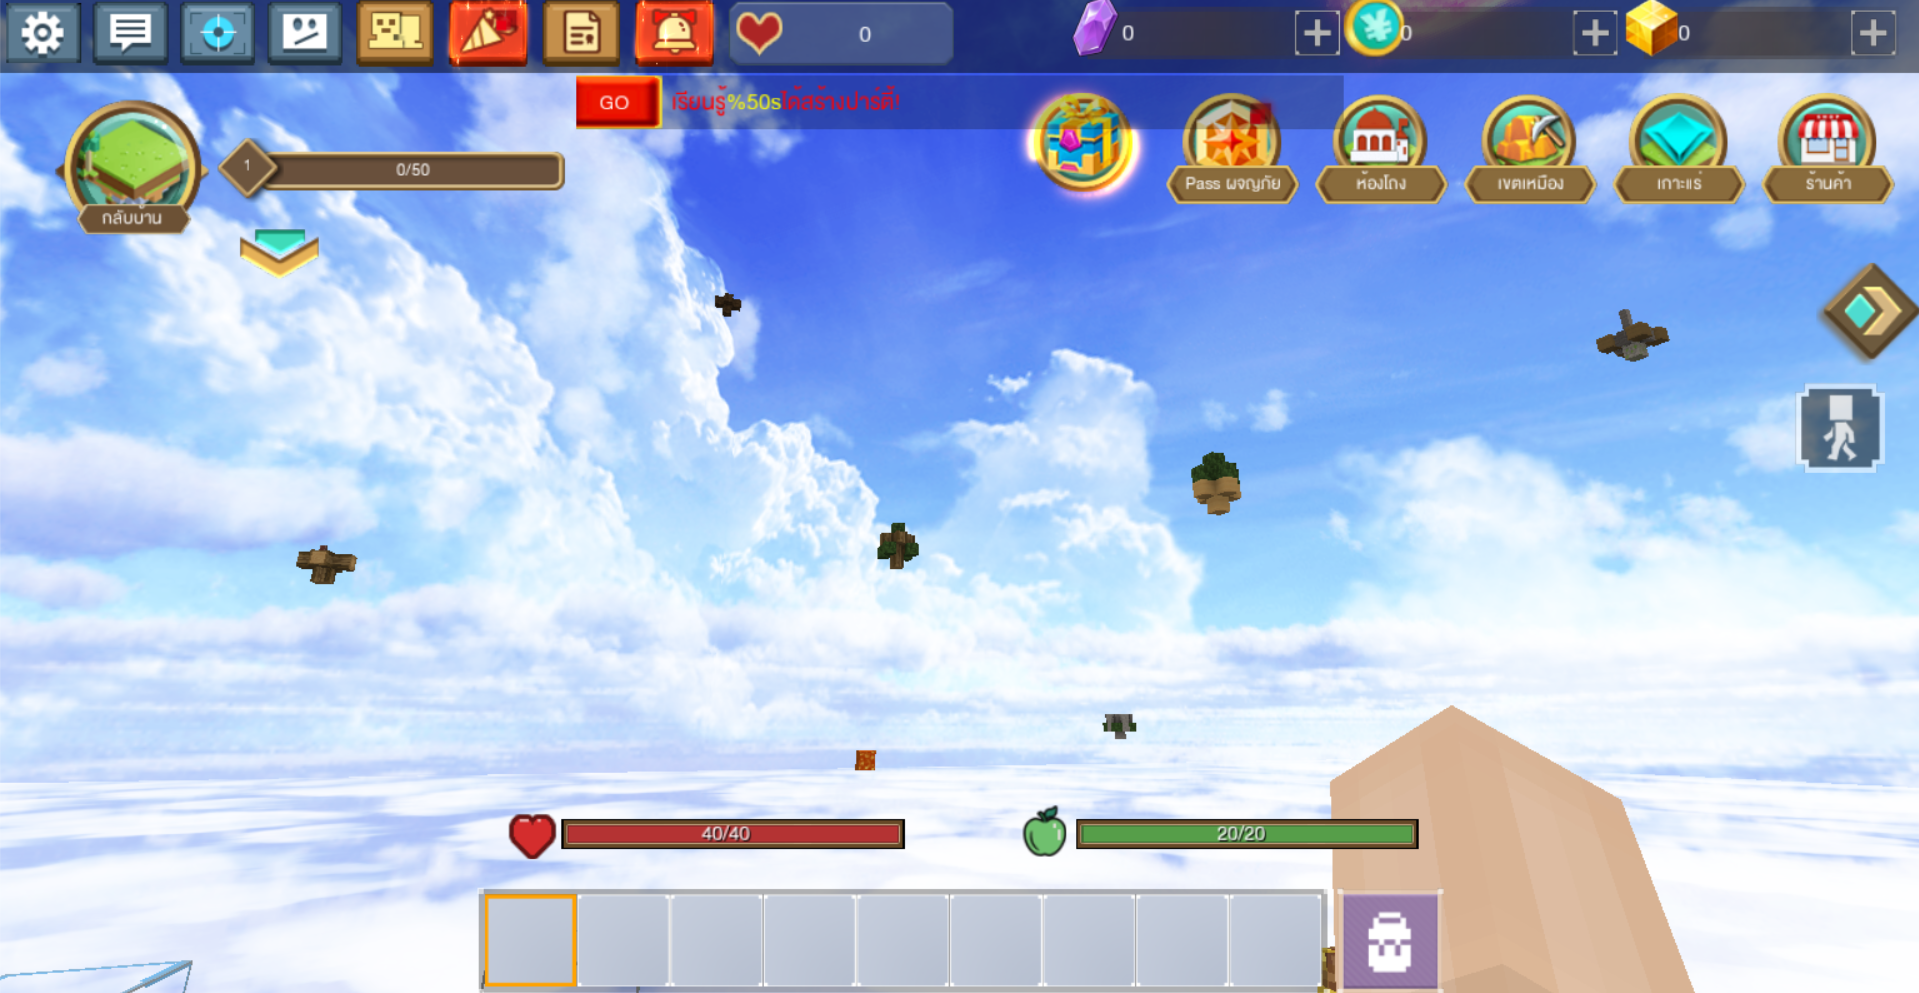 0
0
0
0
GO เรียนรู้%50sได้สร้างปาร์ตี้!
1
0/50
กลับบ้าน
Pass ผจญภัย
ห้องโถง
เขตเหมือง
เกาะแร่
ร้านค้า
40/40
20/20